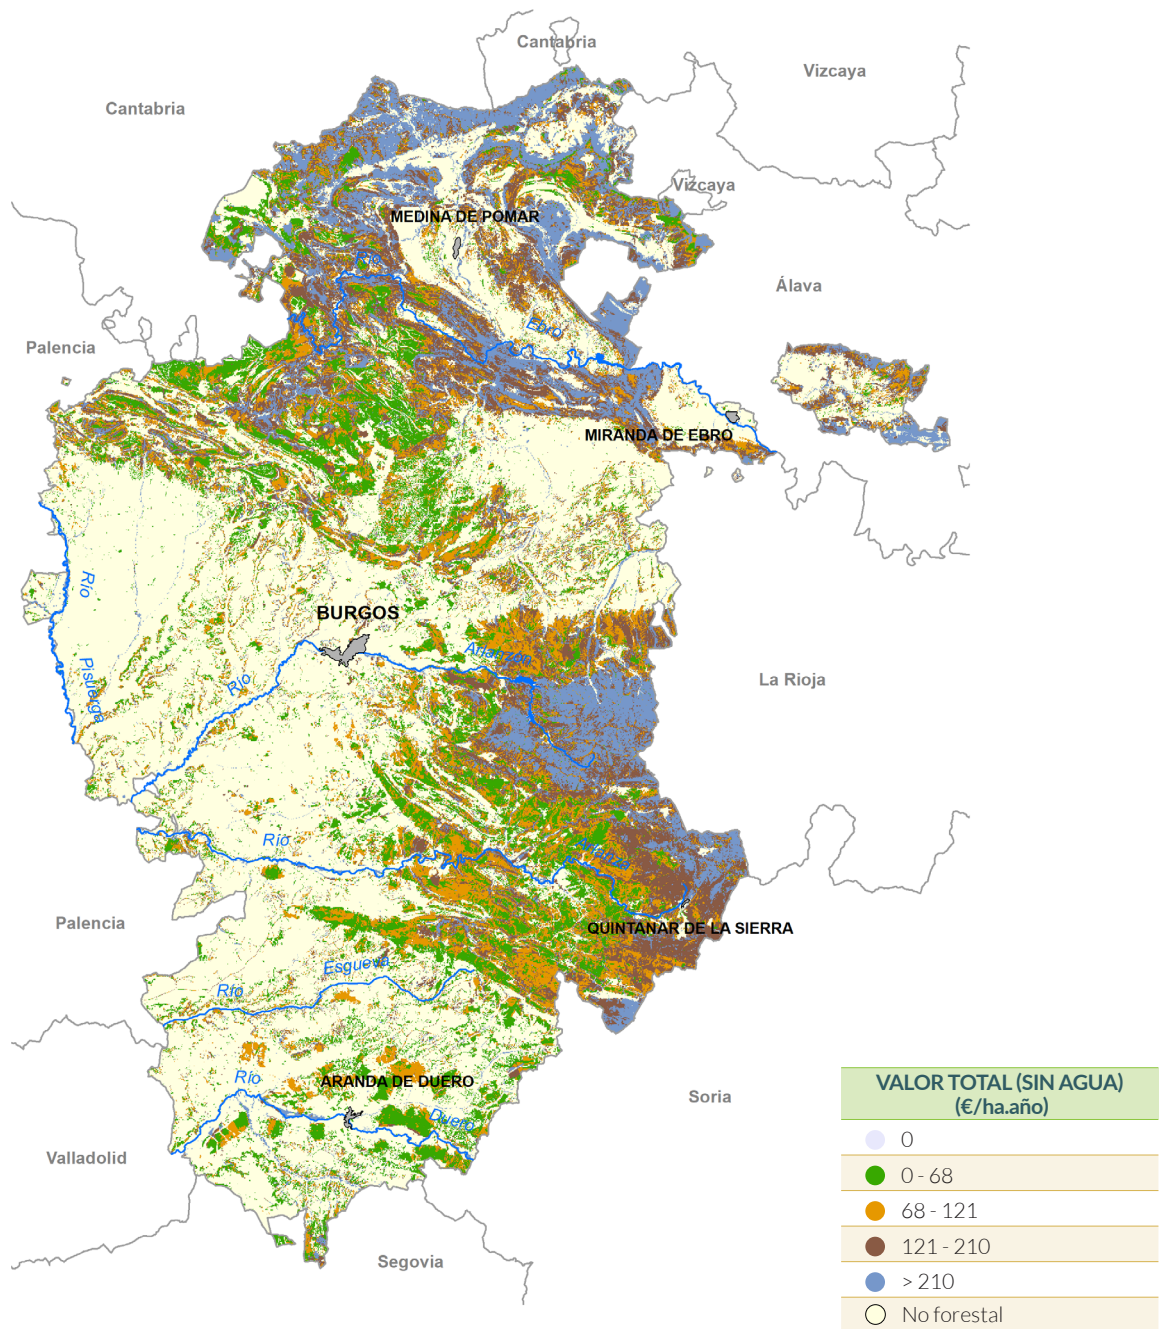 Cantabria
Vizcaya
Cantabria
Vizcaya
MEDINA DE POMAR
Río
Álava
Ebro
Palencia
MIRANDA DE EBRO
Río
BURGOS
Arlanzón
Pisuerga
Río
La Rioja
Río
Arlanza
Palencia
QUINTANAR DE LA SIERRA
Esgueva
Río
Río
ARANDA DE DUERO
Duero
Soria
Valladolid
Segovia
VALOR TOTAL (SIN AGUA)
(€/ha.año)
0
0 - 68
68 - 121
121 - 210
> 210
No forestal